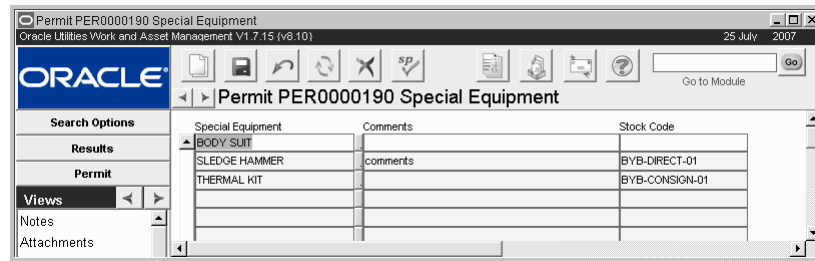 Permit PER0000190 Special Equipment
Oracle Utilities Work and Asset Management V1.7.15 {v8.10} 25 July 2007
ORACLE
sp
Go
Go to Module
Permit PER0000190 Special Equipment
Search Options
Results
Permit
Views
Notes
Attachments
Special Equipment Comments Stock Code
BODY SUIT
SLEDGE HAMMER comments BYB-DIRECT-01
THERMAL KIT BYB-CONSIGN-01